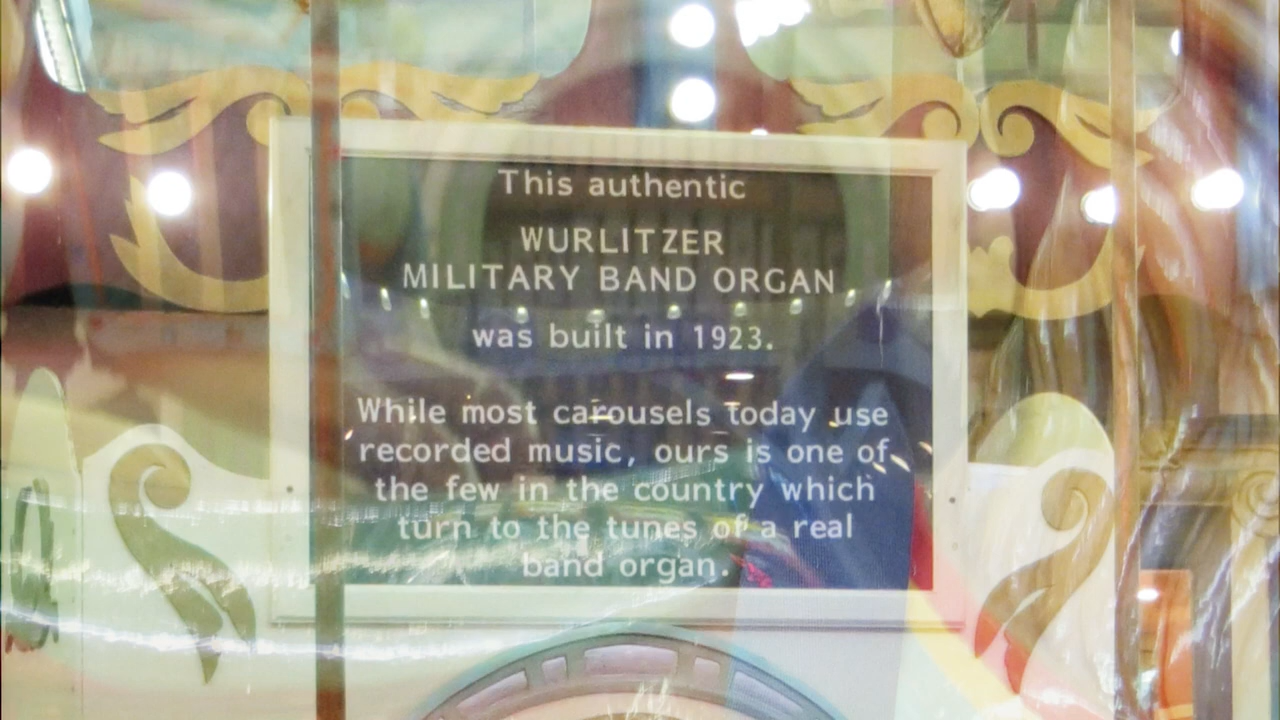 This authentic
WURLITZER
MILITARY BAND ORGAN
was built in 1923.
While most carousels today use
recorded music, ours is one of
the few in the country which
turn to the tunes of a real
band organ.